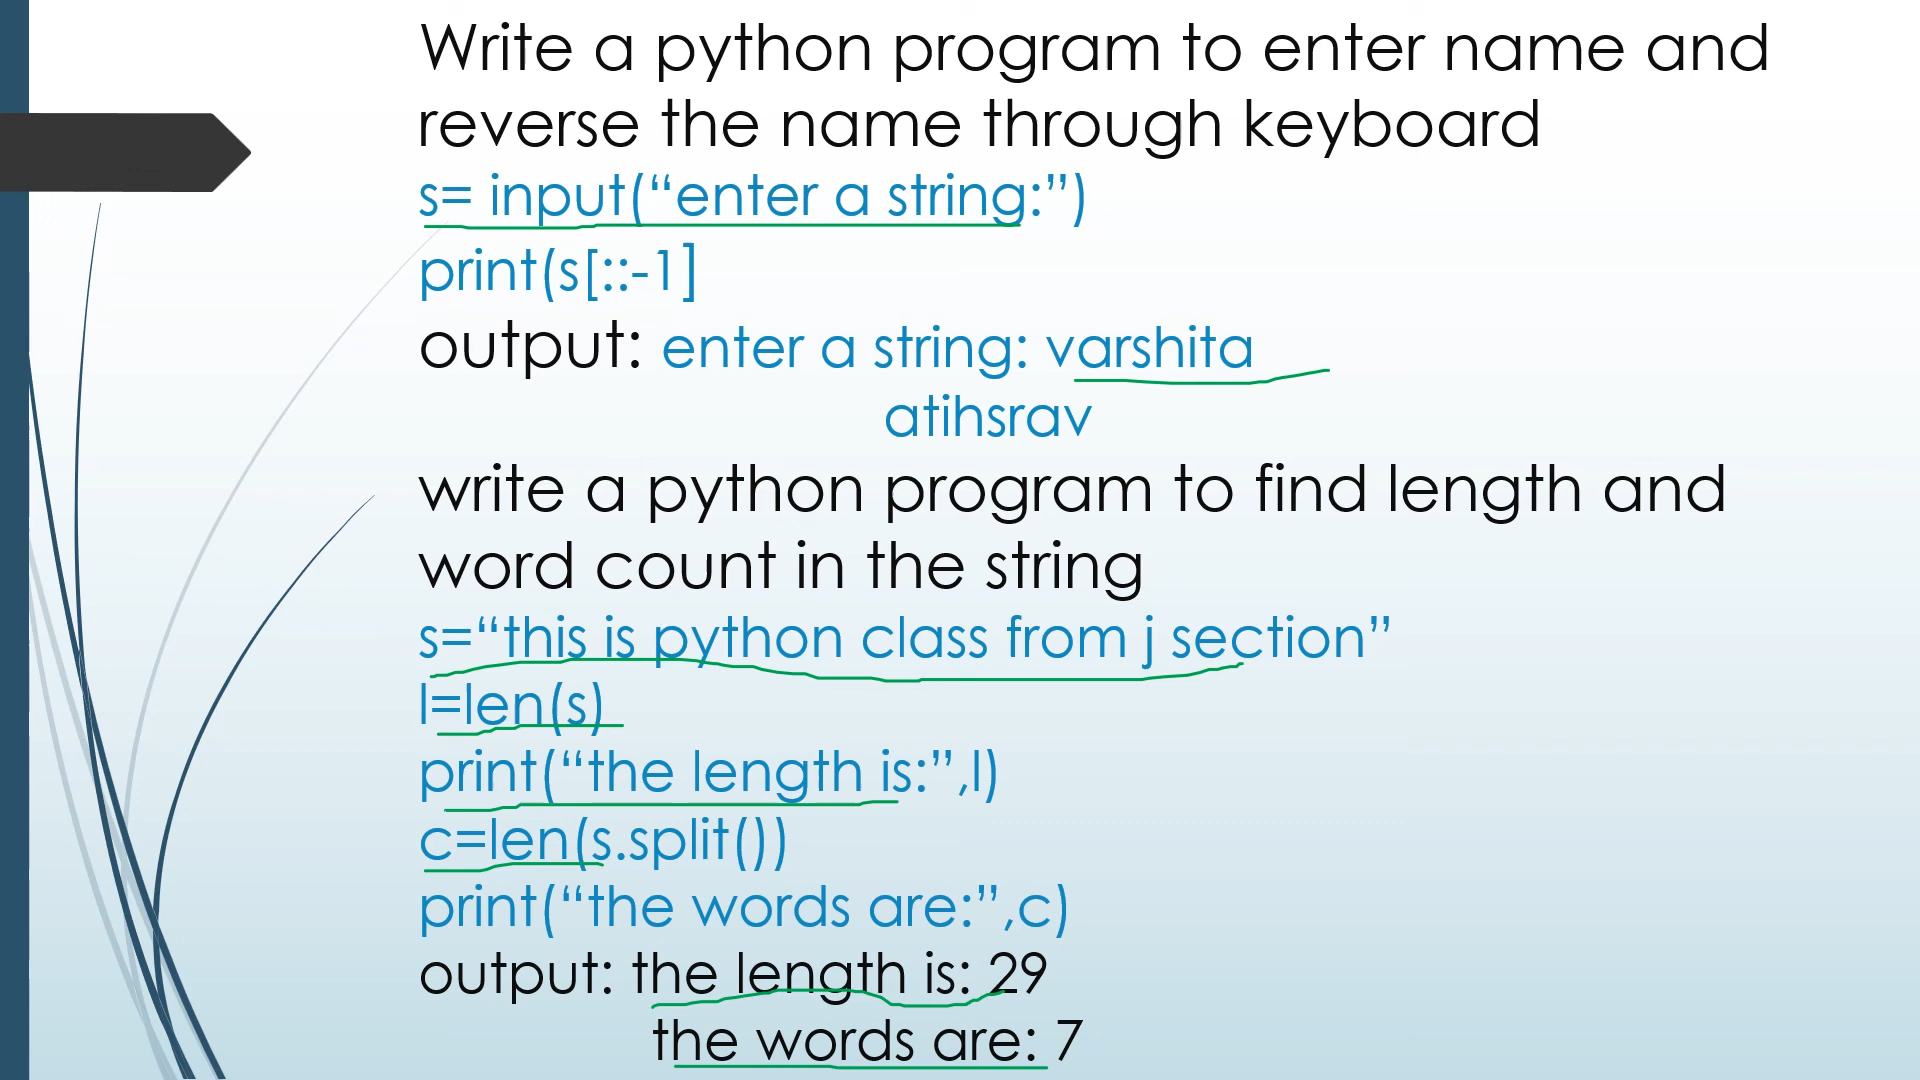 Write a python program to enter name and
reverse the name through keyboard
s= input(“enter a string:”)
print(s[::-1]
output: enter a string: varshita
atihsrav
write a python program to find length and
word count in the string
s=“this is python class from j section”
l=len(s)
print(“the length is:”,l)
c=len(s.split())
print(“the words are:”,c)
output: the length is: 29
the words are: 7